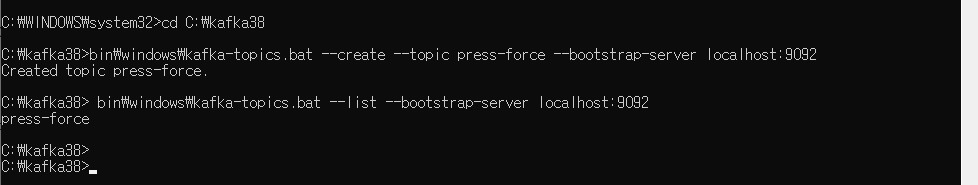 C:₩WINDOWS₩system32>cd C:₩kafka38
C:₩kafka38>bin₩windows₩kafka-topics.bat --create --topic press-force --bootstrap-server localhost:9092
Created topic press-force.
C:₩kafka38> bin₩windows₩kafka-topics.bat --list --bootstrap-server localhost:9092
press-force
C:₩kafka38>
C:₩kafka38>